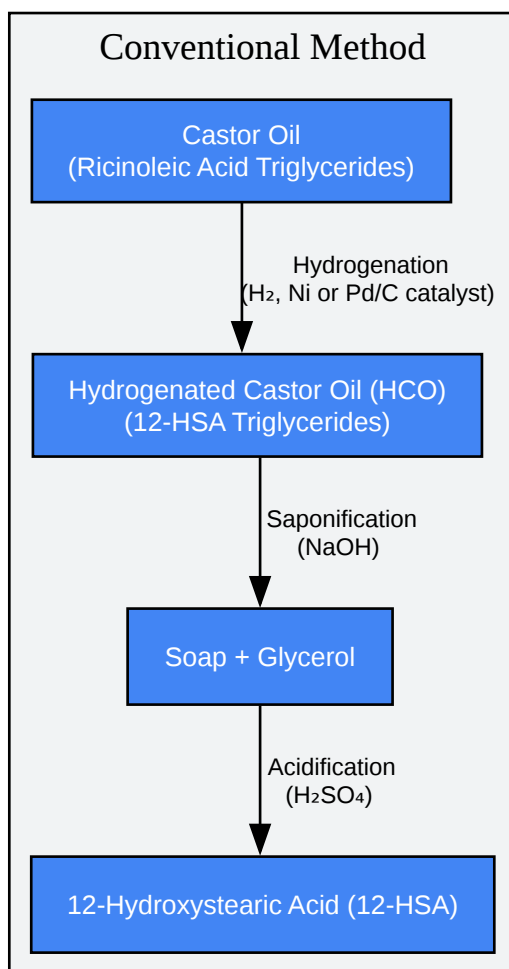 Conventional Method
Castor Oil
(Ricinoleic Acid Triglycerides)
Hydrogenation
(H₂, Ni or Pd/C catalyst)
Hydrogenated Castor Oil (HCO)
(12-HSA Triglycerides)
Saponification
(NaOH)
Soap + Glycerol
Acidification
(H₂SO₄)
12-Hydroxystearic Acid (12-HSA)